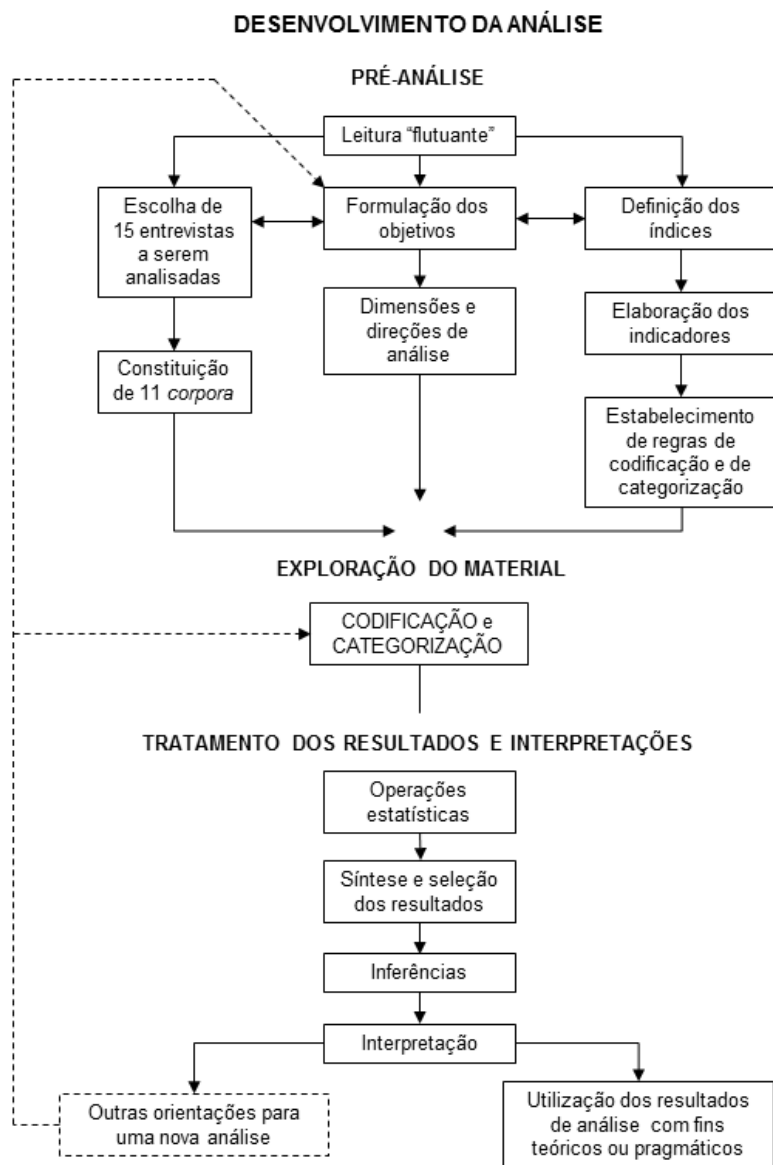 DESENVOLVIMENTO DA ANÁLISE
PRÉ-ANÁLISE
Leitura “flutuante”
Escolha de
15 entrevistas
a serem
analisadas
Formulação dos
objetivos
Definição dos
índices
Dimensões e
direções de
análise
Elaboração dos
indicadores
Constituição
de 11 corpora
Estabelecimento
de regras de
codificação e de
categorização
EXPLORAÇÃO DO MATERIAL
CODIFICAÇÃO e
CATEGORIZAÇÃO
TRATAMENTO DOS RESULTADOS E INTERPRETAÇÕES
Operações
estatísticas
Síntese e seleção
dos resultados
Inferências
Interpretação
Outras orientações para
uma nova análise
Utilização dos resultados
de análise com fins
teóricos ou pragmáticos